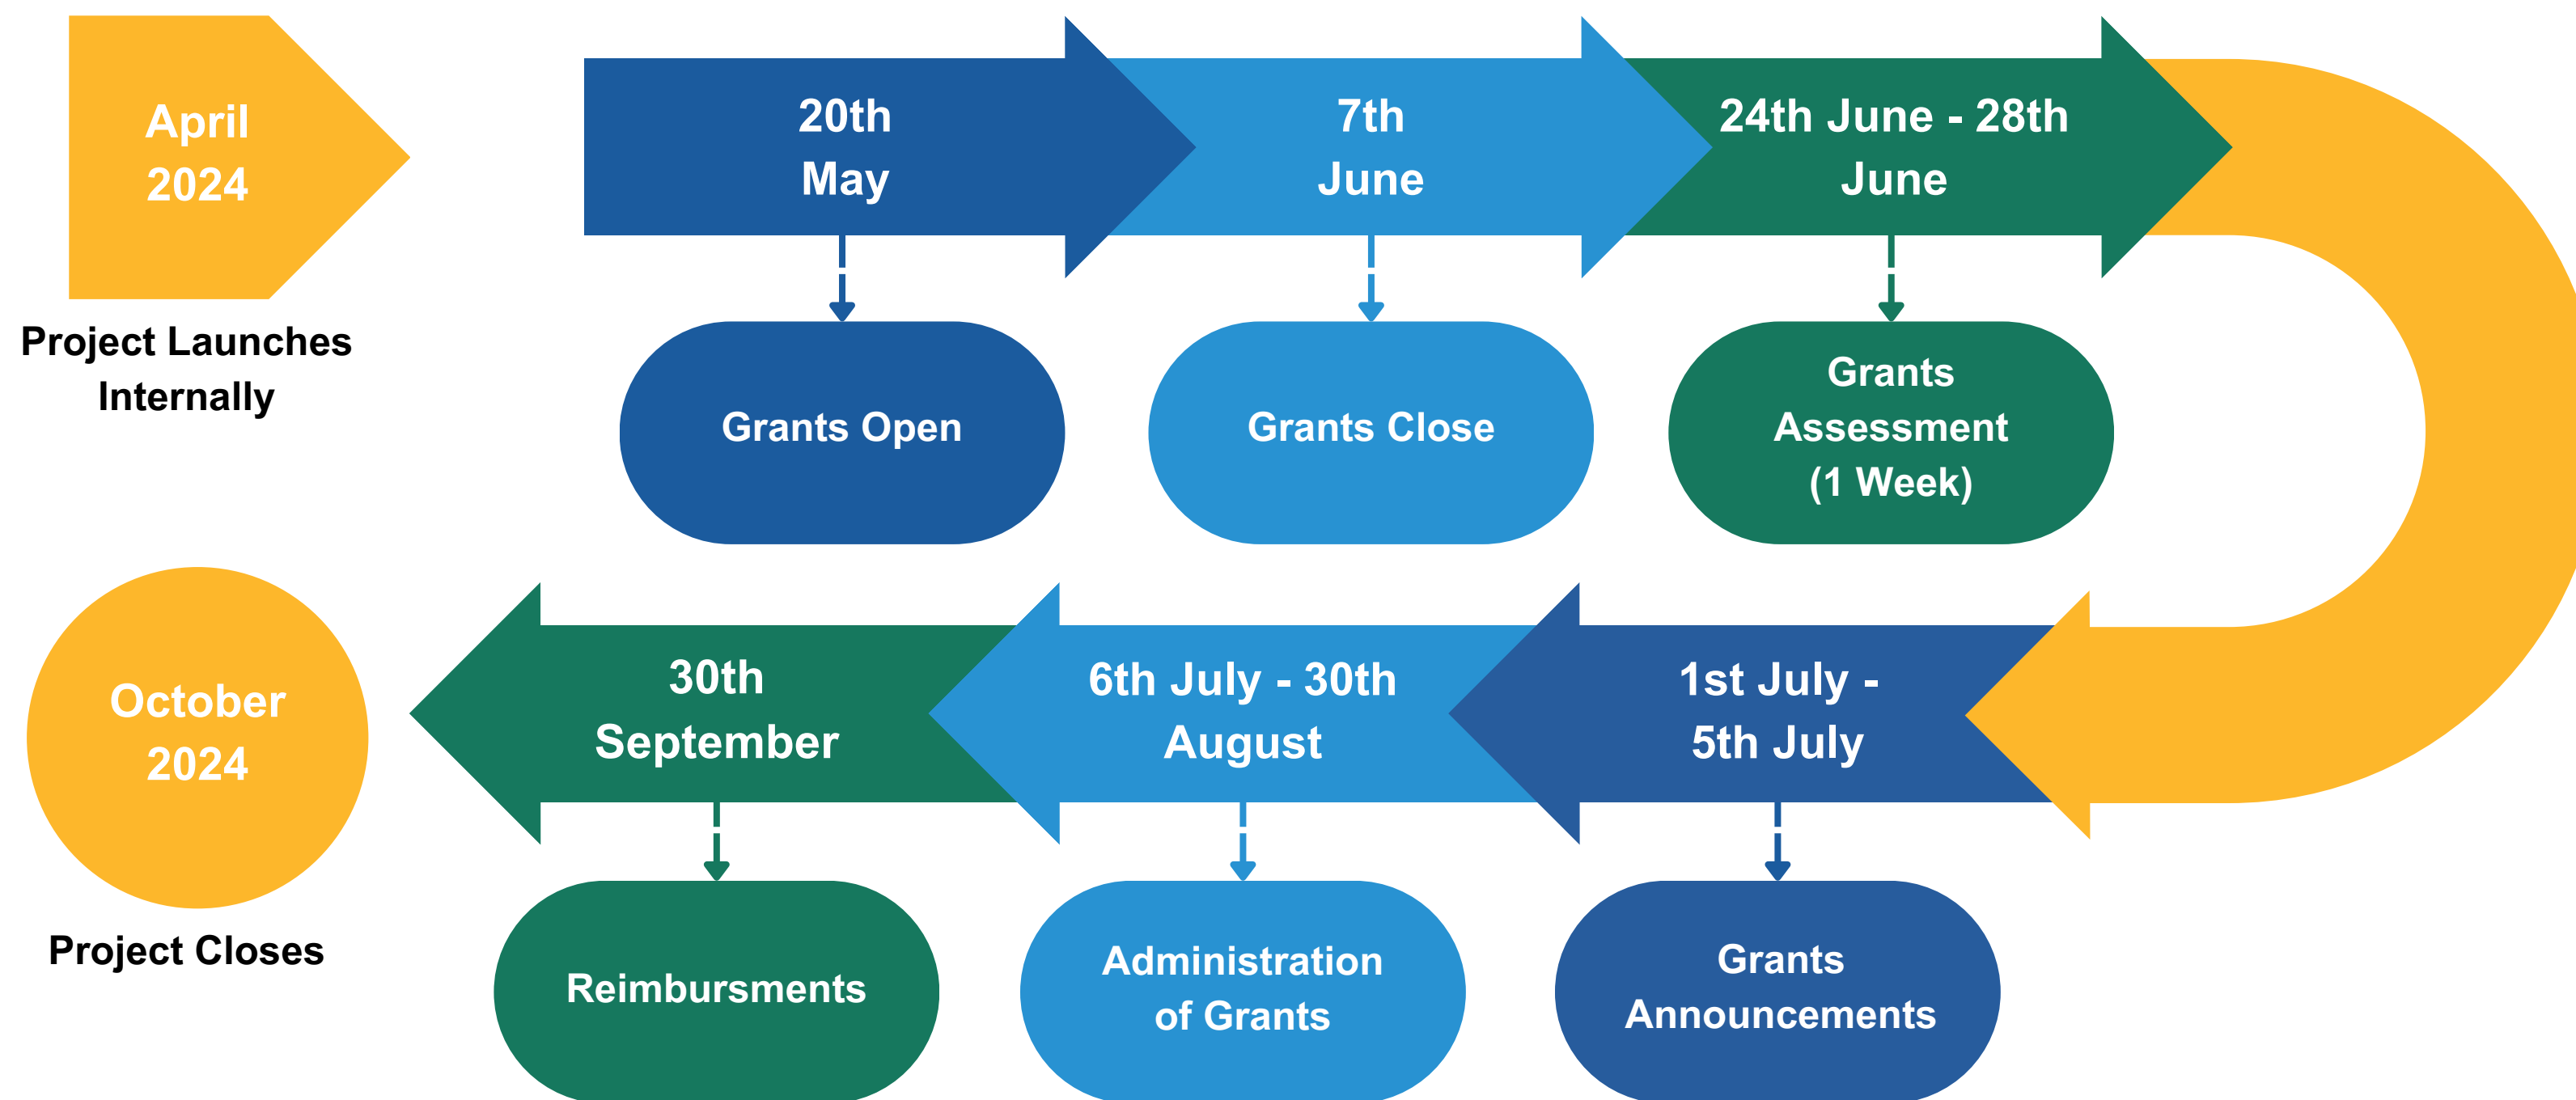 April
2024
Project Launches
Internally
20th
May
Grants Open
7th
June
Grants Close
24th June - 28th
June
Grants
Assessment
(1 Week)
1st July -
5th July
Grants
Announcements
6th July - 30th
August
Administration
of Grants
30th
September
Reimbursments
October
2024
Project Closes